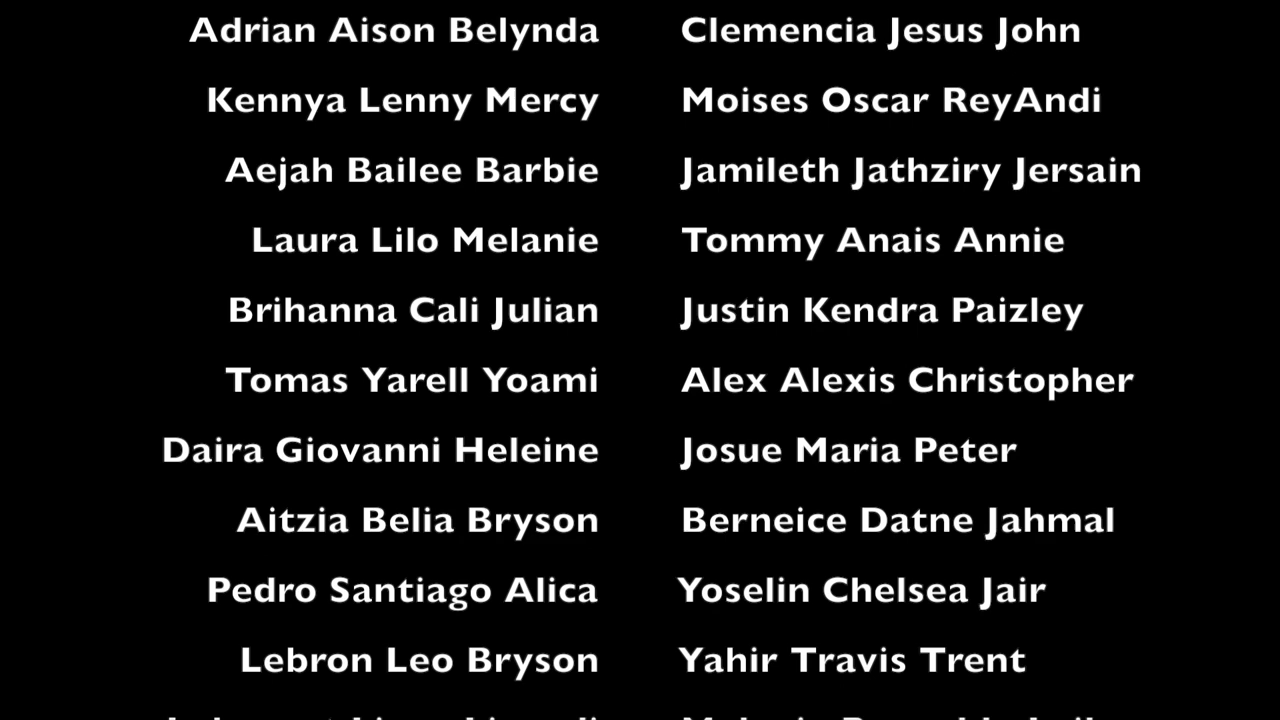 Adrian Aison Belynda Clemencia Jesus John
Kennya Lenny Mercy Moises Oscar ReyAndi
Aejah Bailee Barbie Jamileth Jathziry Jersain
Laura Lilo Melanie Tommy Anais Annie
Brihanna Cali Julian Justin Kendra Paizley
Tomas Yarell Yoami Alex Alexis Christopher
Daira Giovanni Heleine Josue Maria Peter
Aitzia Belia Bryson Berneice Datne Jahmal
Pedro Santiago Alica Yoselin Chelsea Jair
Lebron Leo Bryson Yahir Travis Trent